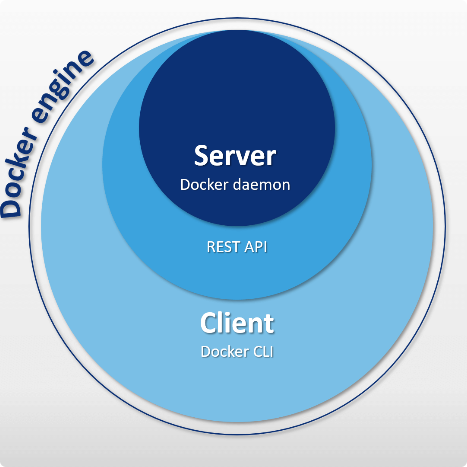 Docker engine
Server
Docker daemon
REST API
Client
Docker CLI